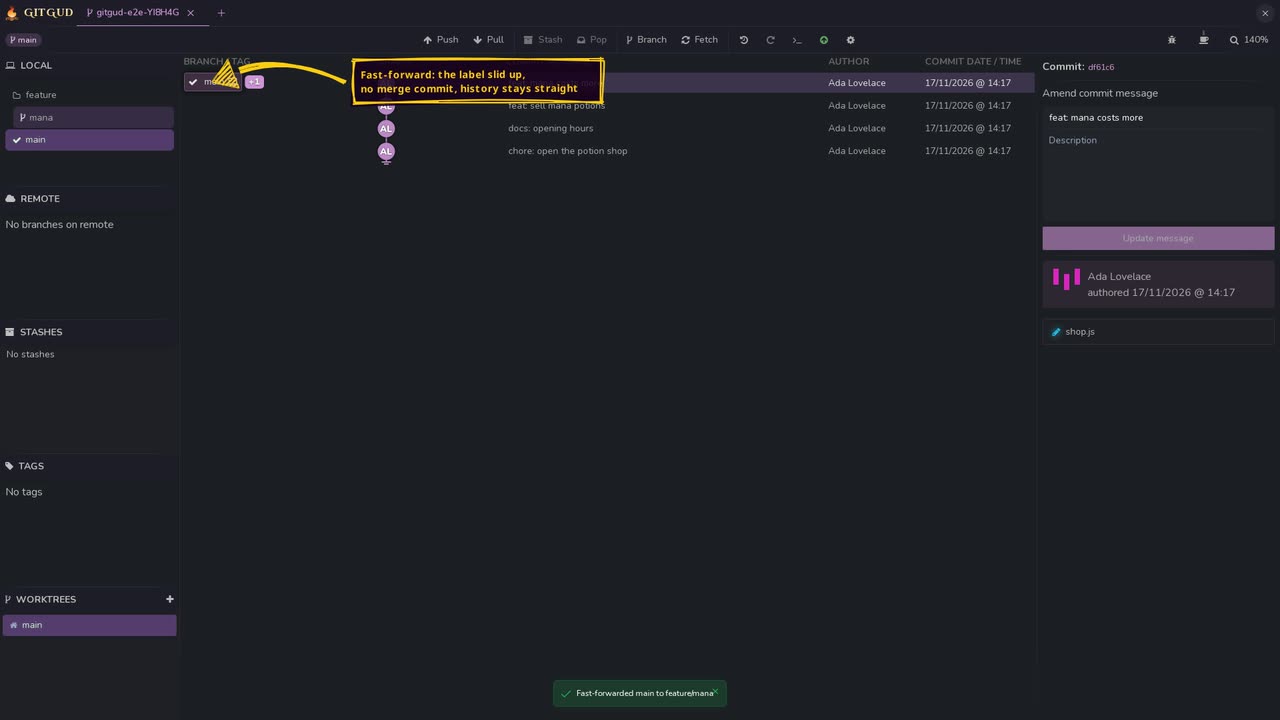 GITGUD
gitgud-e2e-YI8H4G
main
Push
Pull
Stash
Pop
Branch
Fetch
140%
LOCAL
feature
mana
main
REMOTE
No branches on remote
STASHES
No stashes
TAGS
No tags
WORKTREES
main
BRANCH / TAG
AUTHOR
COMMIT DATE / TIME
+1
Fast-forward: the label slid up,
no merge commit, history stays straight
Ada Lovelace
17/11/2026 @ 14:17
AL
feat: sell mana potions
Ada Lovelace
17/11/2026 @ 14:17
AL
docs: opening hours
Ada Lovelace
17/11/2026 @ 14:17
AL
chore: open the potion shop
Ada Lovelace
17/11/2026 @ 14:17
Commit: df61c6
Amend commit message
feat: mana costs more
Description
Update message
Ada Lovelace
authored 17/11/2026 @ 14:17
shop.js
Fast-forwarded main to feature/mana